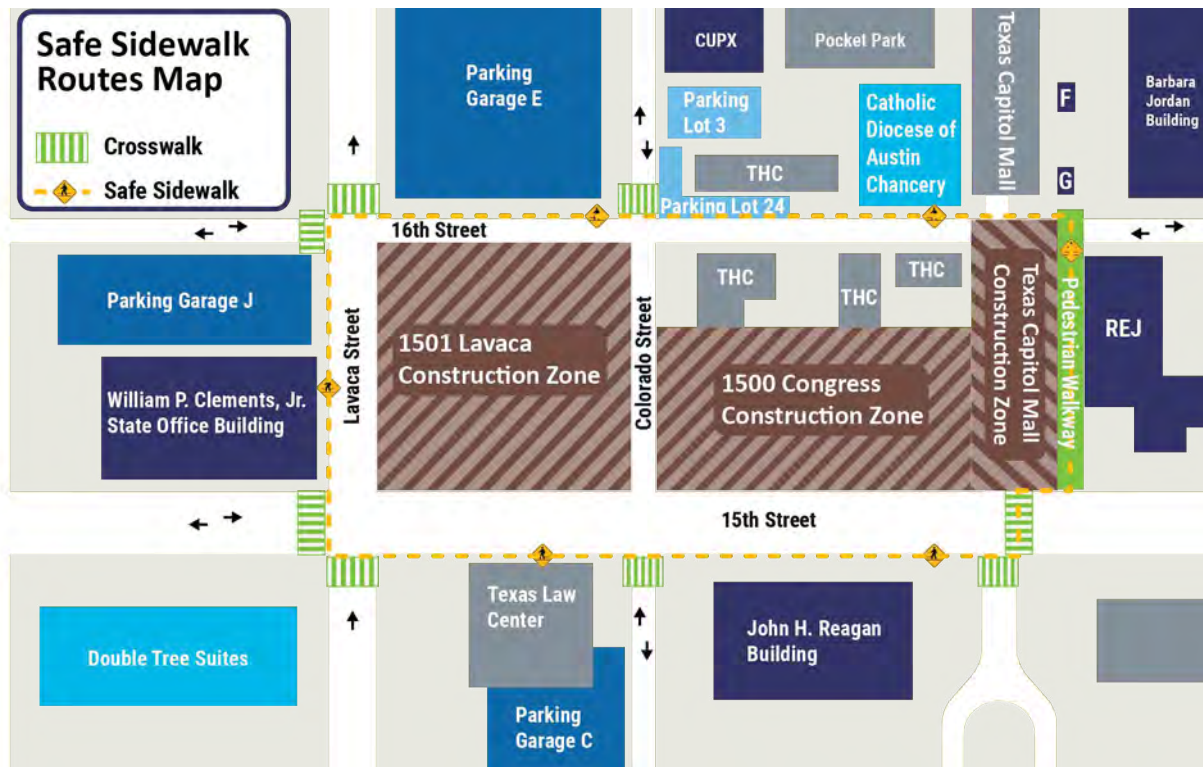 Safe Sidewalk
Routes Map
Crosswalk
Safe Sidewalk
Parking
Garage E
CUPX
Pocket Park
Texas Capitol Mall
Parking
Lot 3
Catholic
Diocese of
Austin
Chancery
F
G
Barbara
Jordan
Building
THC
Parking Lot 24
16th Street
Parking Garage J
William P. Clements, Jr.
State Office Building
Lavaca Street
1501 Lavaca
Construction Zone
Colorado Street
THC
THC
THC
1500 Congress
Construction Zone
Texas Capitol Mall
Construction Zone
Pedestrian Walkway
REJ
15th Street
Double Tree Suites
Texas Law
Center
Parking
Garage C
John H. Reagan
Building